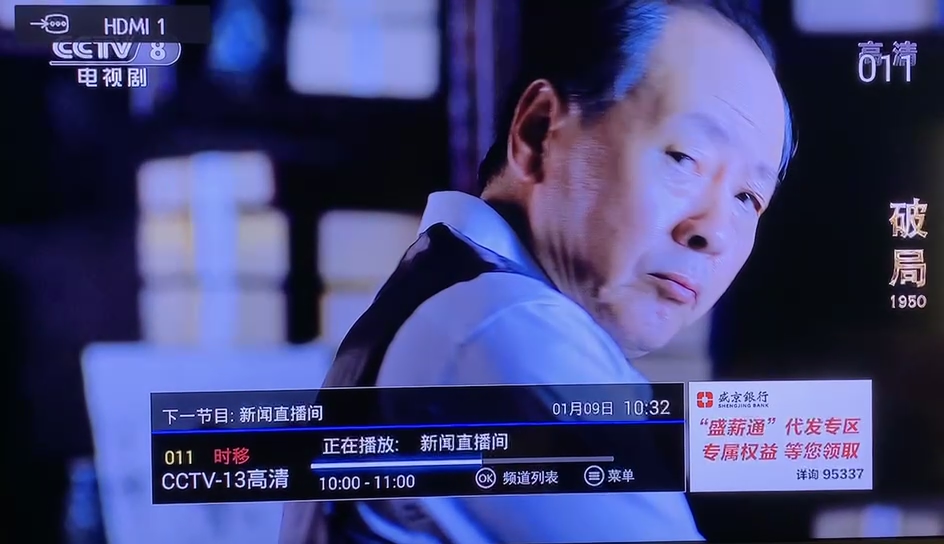 HDMI 1
CCTV 8
电视剧
高清
011
破局
1950
下一节目: 新闻直播间
01月09日 10:32
011 时移
正在播放: 新闻直播间
CCTV-13高清
10:00 - 11:00
OK 频道列表
菜单
盛京銀行
SHENGJING BANK
“盛薪通” 代发专区
专属权益 等您领取
详询 95337